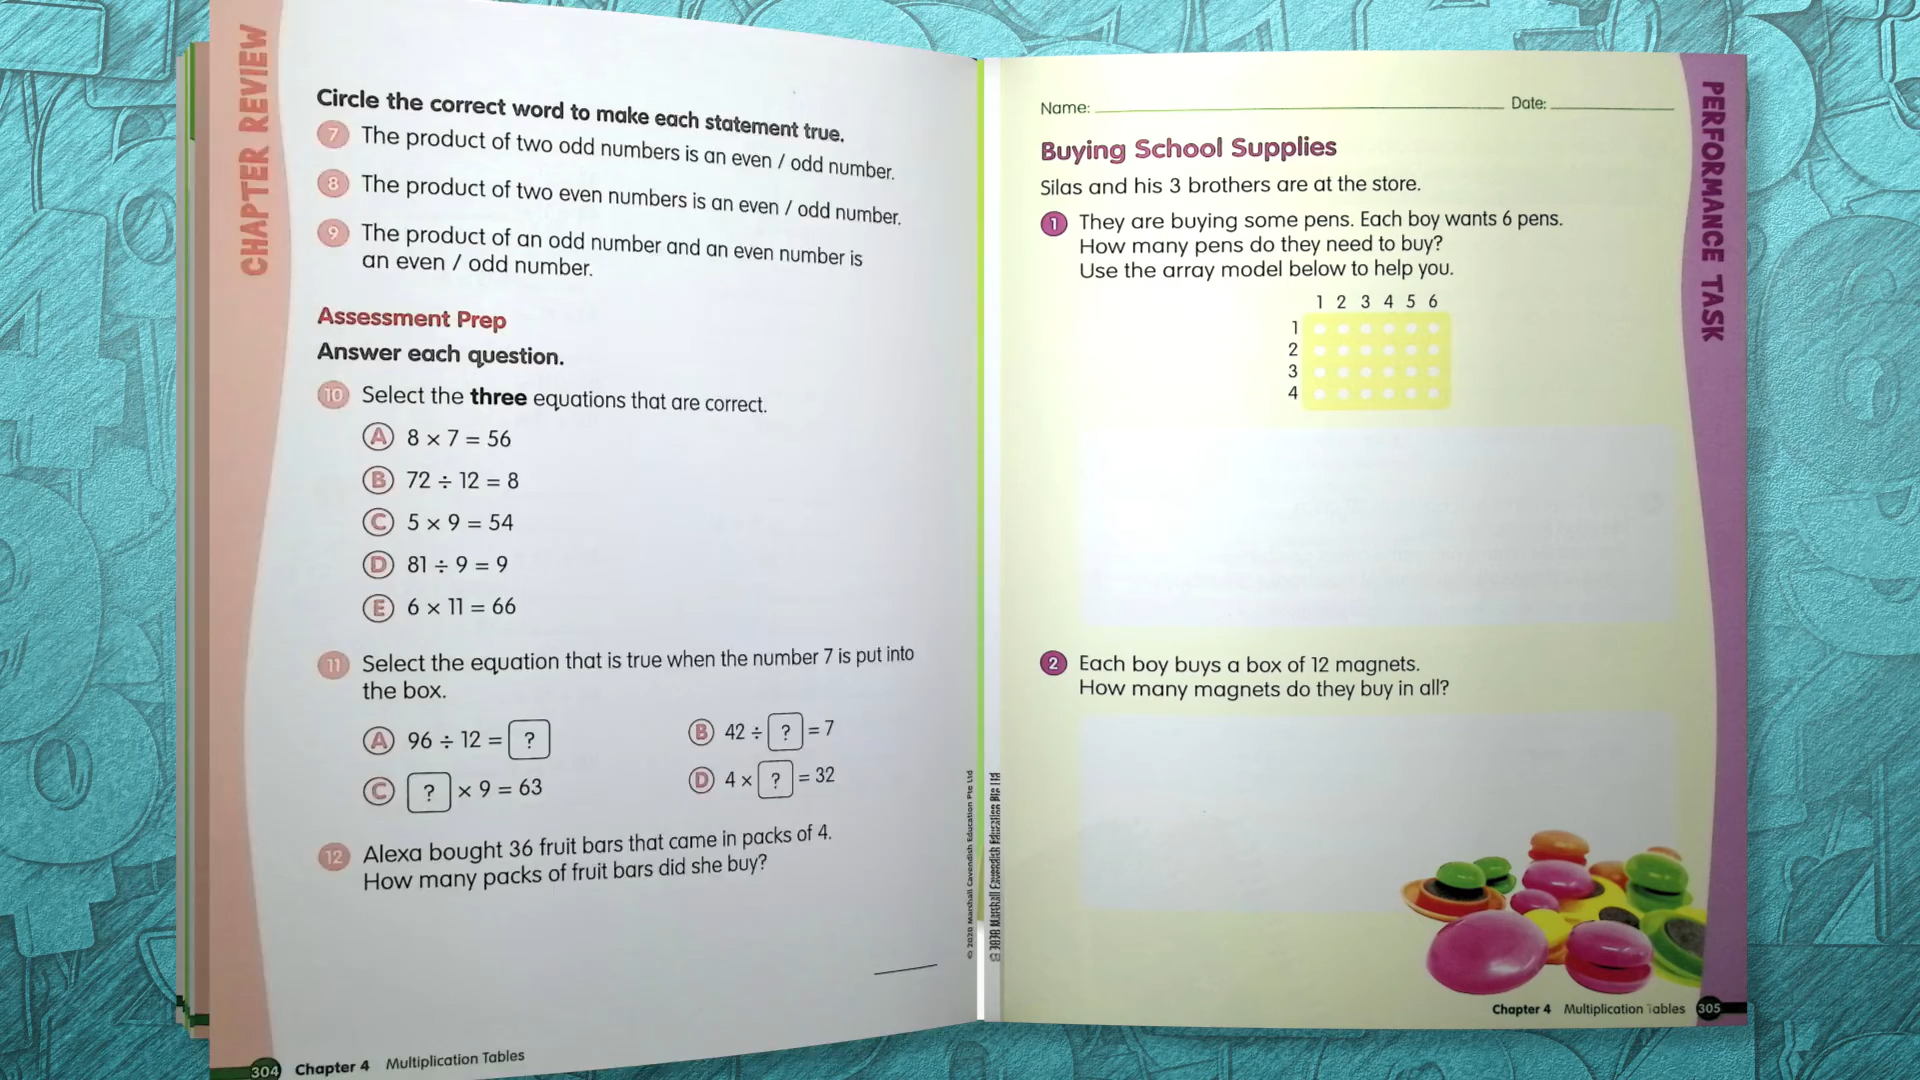 CHAPTER REVIEW
Circle the correct word to make each statement true.
7 The product of two odd numbers is an even / odd number.
8 The product of two even numbers is an even / odd number.
9 The product of an odd number and an even number is
an even / odd number.
Assessment Prep
Answer each question.
10 Select the three equations that are correct.
A 8 × 7 = 56
B 72 ÷ 12 = 8
C 5 × 9 = 54
D 81 ÷ 9 = 9
E 6 × 11 = 66
11 Select the equation that is true when the number 7 is put into
the box.
A 96 ÷ 12 = ?
B 42 ÷ ? = 7
C ? × 9 = 63
D 4 × ? = 32
12 Alexa bought 36 fruit bars that came in packs of 4.
How many packs of fruit bars did she buy?
© 2020 Marshall Cavendish Education Pte Ltd
304 Chapter 4 Multiplication Tables
PERFORMANCE TASK
Name: Date:
Buying School Supplies
Silas and his 3 brothers are at the store.
1 They are buying some pens. Each boy wants 6 pens.
How many pens do they need to buy?
Use the array model below to help you.
1 2 3 4 5 6
1
2
3
4
2 Each boy buys a box of 12 magnets.
How many magnets do they buy in all?
Marshall Cavendish Education Pte Ltd
Chapter 4 Multiplication Tables 305